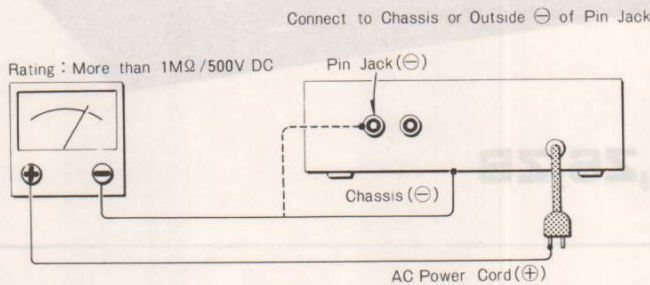 Connect to Chassis or Outside ⊖ of Pin Jack
Rating : More than 1MΩ/500V DC
Pin Jack(⊖)
Chassis(⊖)
AC Power Cord(⊕)